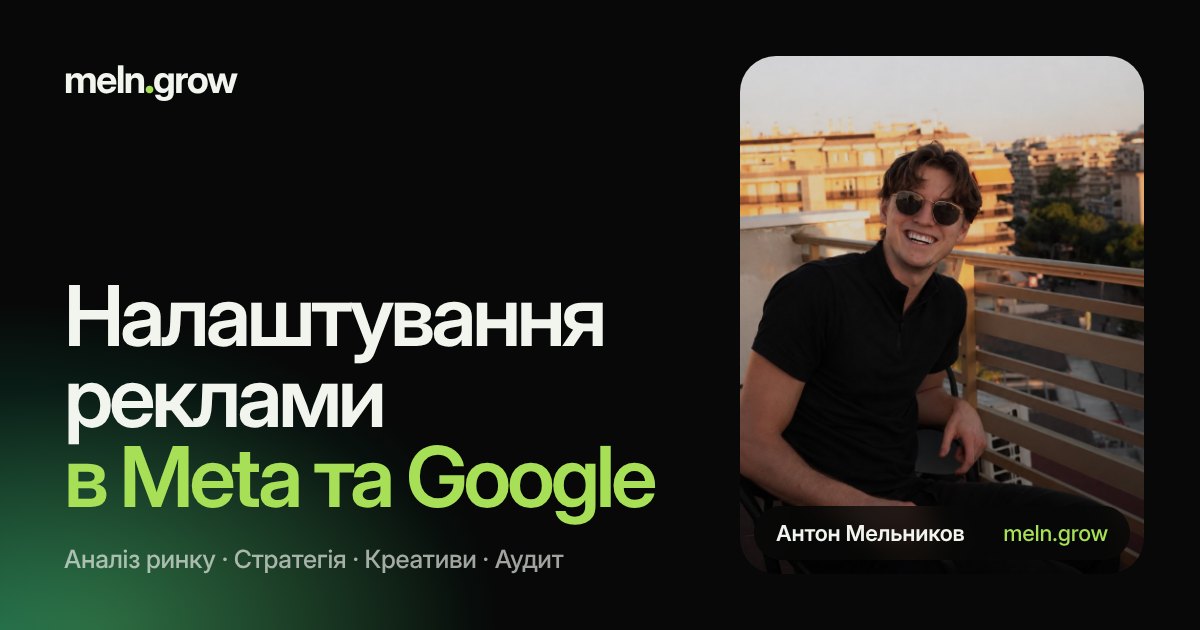 meln.grow
Налаштування
реклами
в Meta та Google
Аналіз ринку · Стратегія · Креативи · Аудит
Антон Мельников
meln.grow